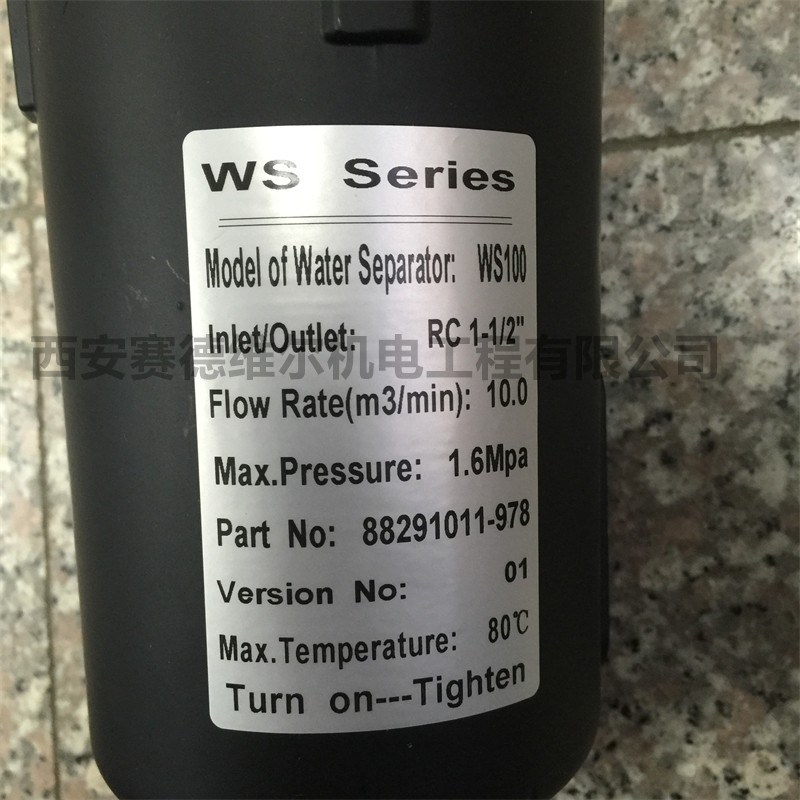 WS Series
Model of Water Separator: WS100
Inlet/Outlet: RC 1-1/2"
西安赛德维尔机电工程有限公司
Flow Rate(m3/min): 10.0
Max.Pressure: 1.6Mpa
Part No: 88291011-978
Version No: 01
Max.Temperature: 80℃
Turn on---Tighten